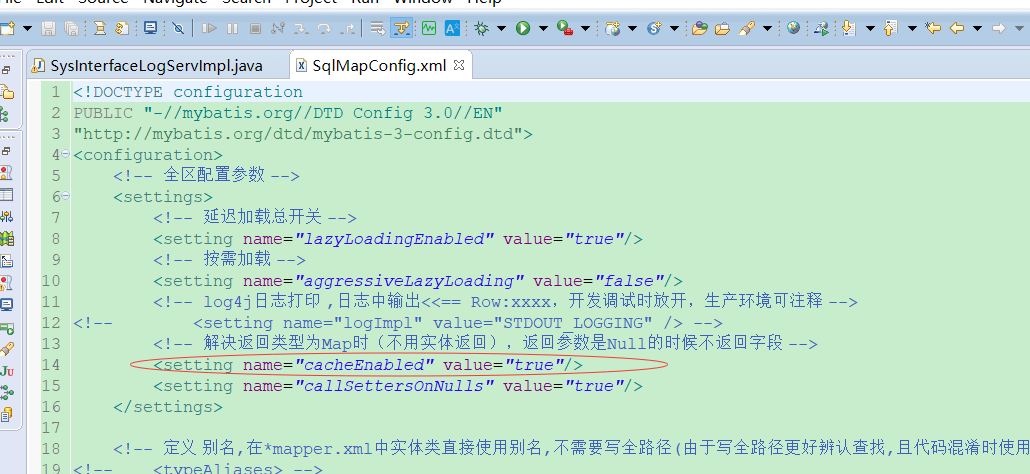 File Edit Source Navigate Search Project Run Window Help
SysInterfaceLogServImpl.java SqlMapConfig.xml
1 <!DOCTYPE configuration
2 PUBLIC "-//mybatis.org//DTD Config 3.0//EN"
3 "http://mybatis.org/dtd/mybatis-3-config.dtd">
4 <configuration>
5 <!-- 全区配置参数 -->
6 <settings>
7 <!-- 延迟加载总开关 -->
8 <setting name="lazyLoadingEnabled" value="true"/>
9 <!-- 按需加载 -->
10 <setting name="aggressiveLazyLoading" value="false"/>
11 <!-- log4j日志打印 ,日志中输出<<== Row:xxxx，开发调试时放开，生产环境可注释 -->
12 <!-- <setting name="logImpl" value="STDOUT_LOGGING" /> -->
13 <!-- 解决返回类型为Map时（不用实体返回），返回参数是Null的时候不返回字段 -->
14 <setting name="cacheEnabled" value="true"/>
15 <setting name="callSettersOnNulls" value="true"/>
16 </settings>
17
18 <!-- 定义 别名,在*mapper.xml中实体类直接使用别名,不需要写全路径(由于写全路径更好辨认查找,且代码混淆时使用
19 <!-- <typeAliases> -->